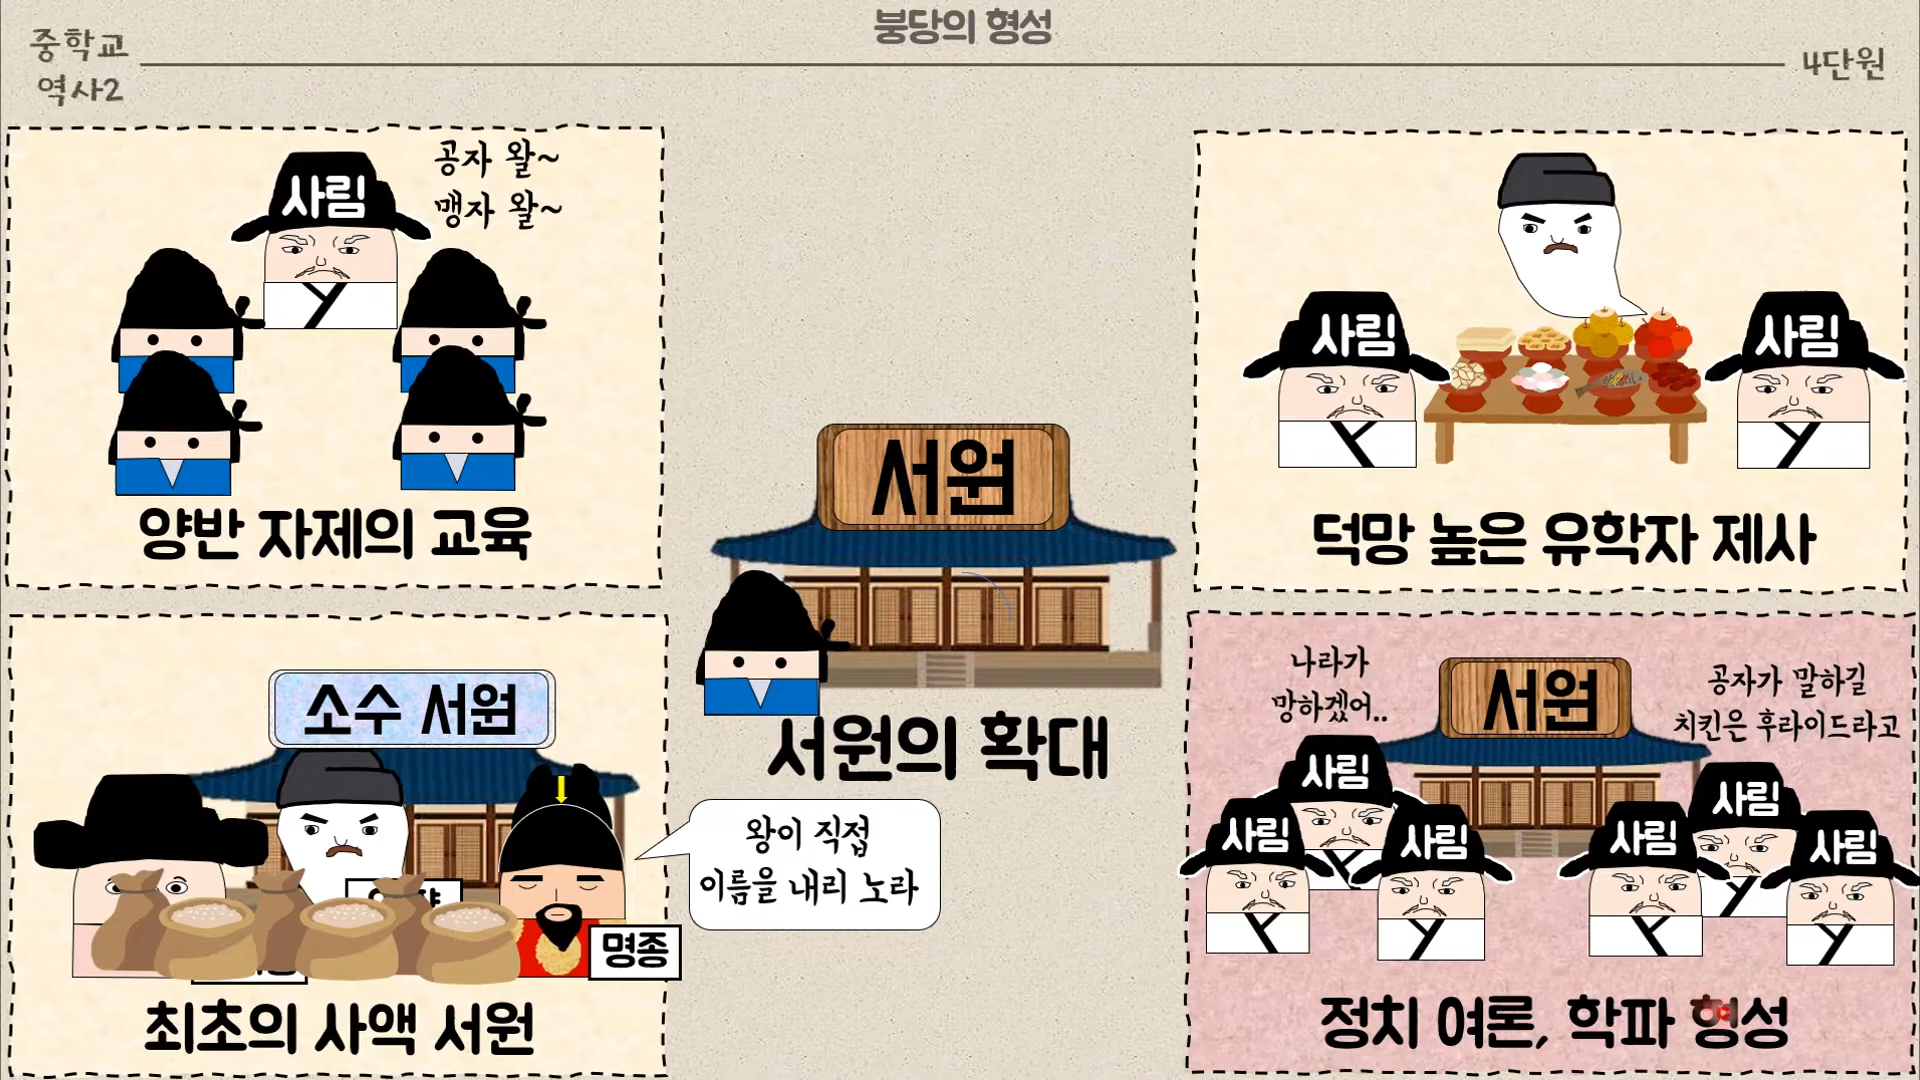 붕당의 형성
중학교
역사2
4단원
공자 왈~
맹자 왈~
사림
양반 자제의 교육
사림
사림
덕망 높은 유학자 제사
서원
서원의 확대
소수 서원
왕이 직접
이름을 내리 노라
명종
최초의 사액 서원
나라가
망하겠어..
서원
공자가 말하길
치킨은 후라이드라고
사림
사림
사림
사림
사림
사림
정치 여론, 학파 형성